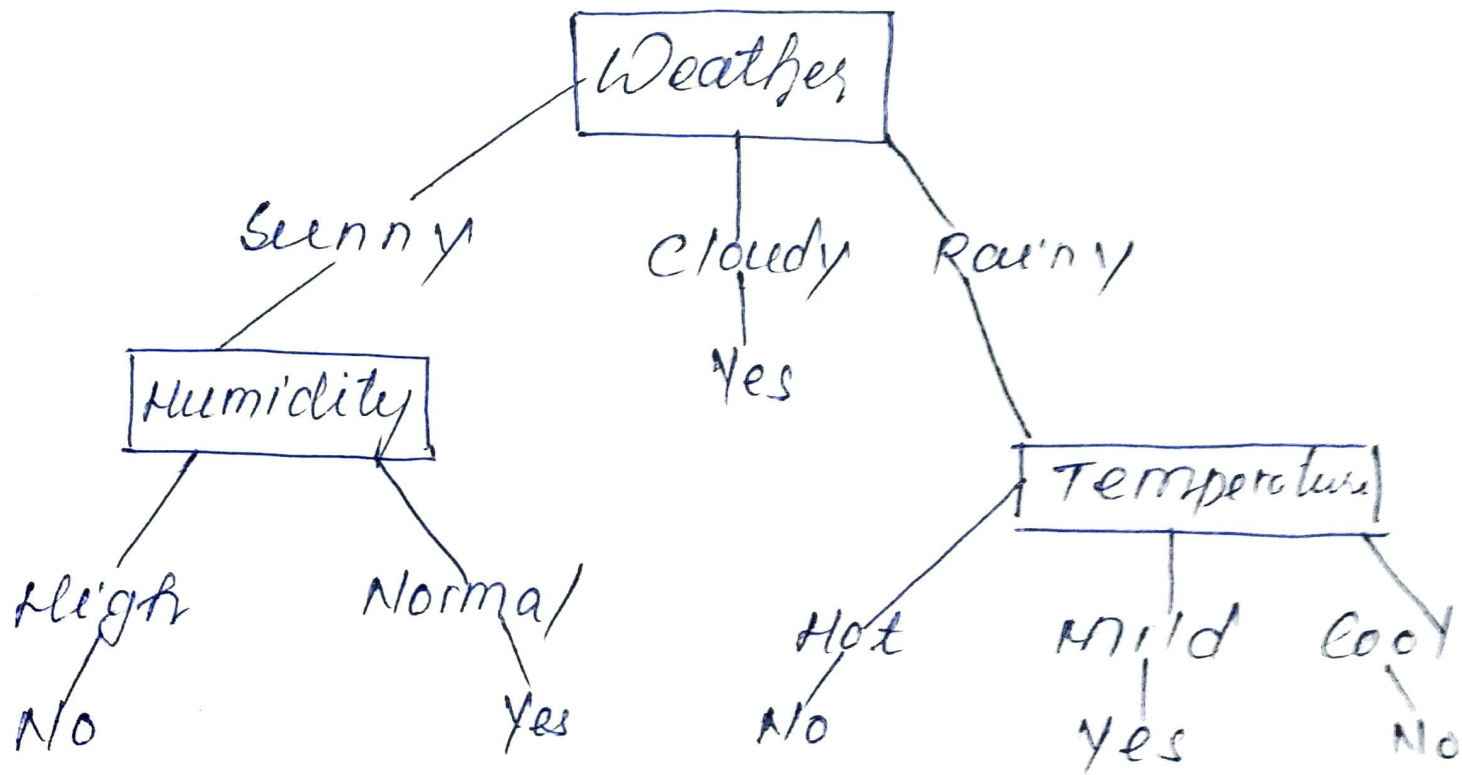 Weather
Sunny Cloudy Rainy
Yes
Humidity
Temperature
High Normal Hot Mild Cool
No Yes No Yes No